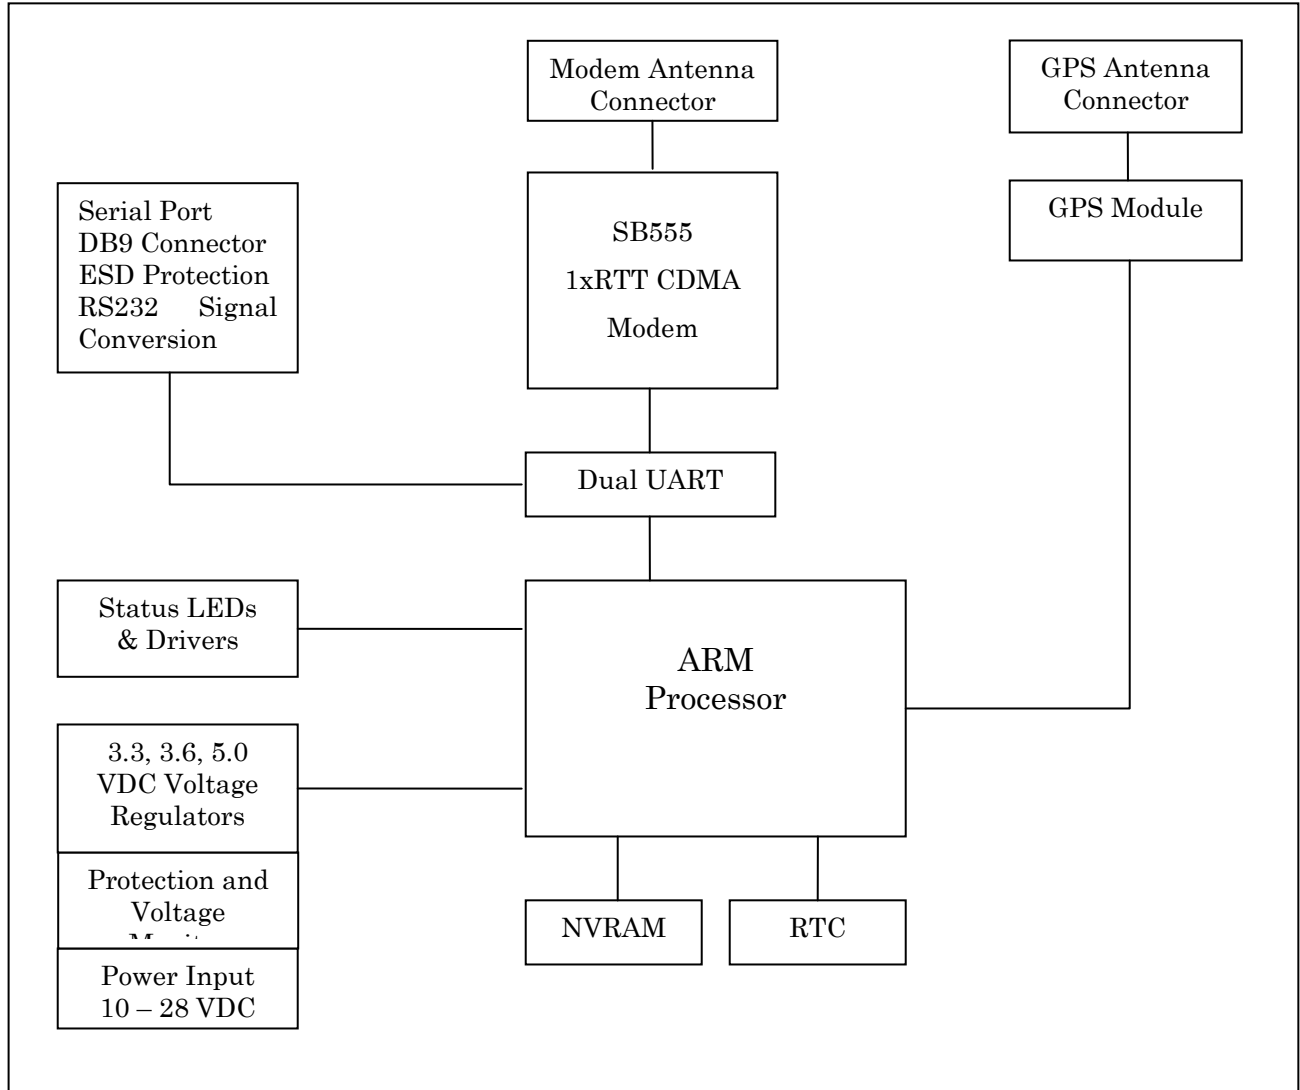 Modem Antenna
Connector
GPS Antenna
Connector
Serial Port
DB9 Connector
ESD Protection
RS232 Signal
Conversion
SB555
1xRTT CDMA
Modem
GPS Module
Dual UART
Status LEDs
& Drivers
ARM
Processor
3.3, 3.6, 5.0
VDC Voltage
Regulators
Protection and
Voltage
NVRAM
RTC
Power Input
10 – 28 VDC